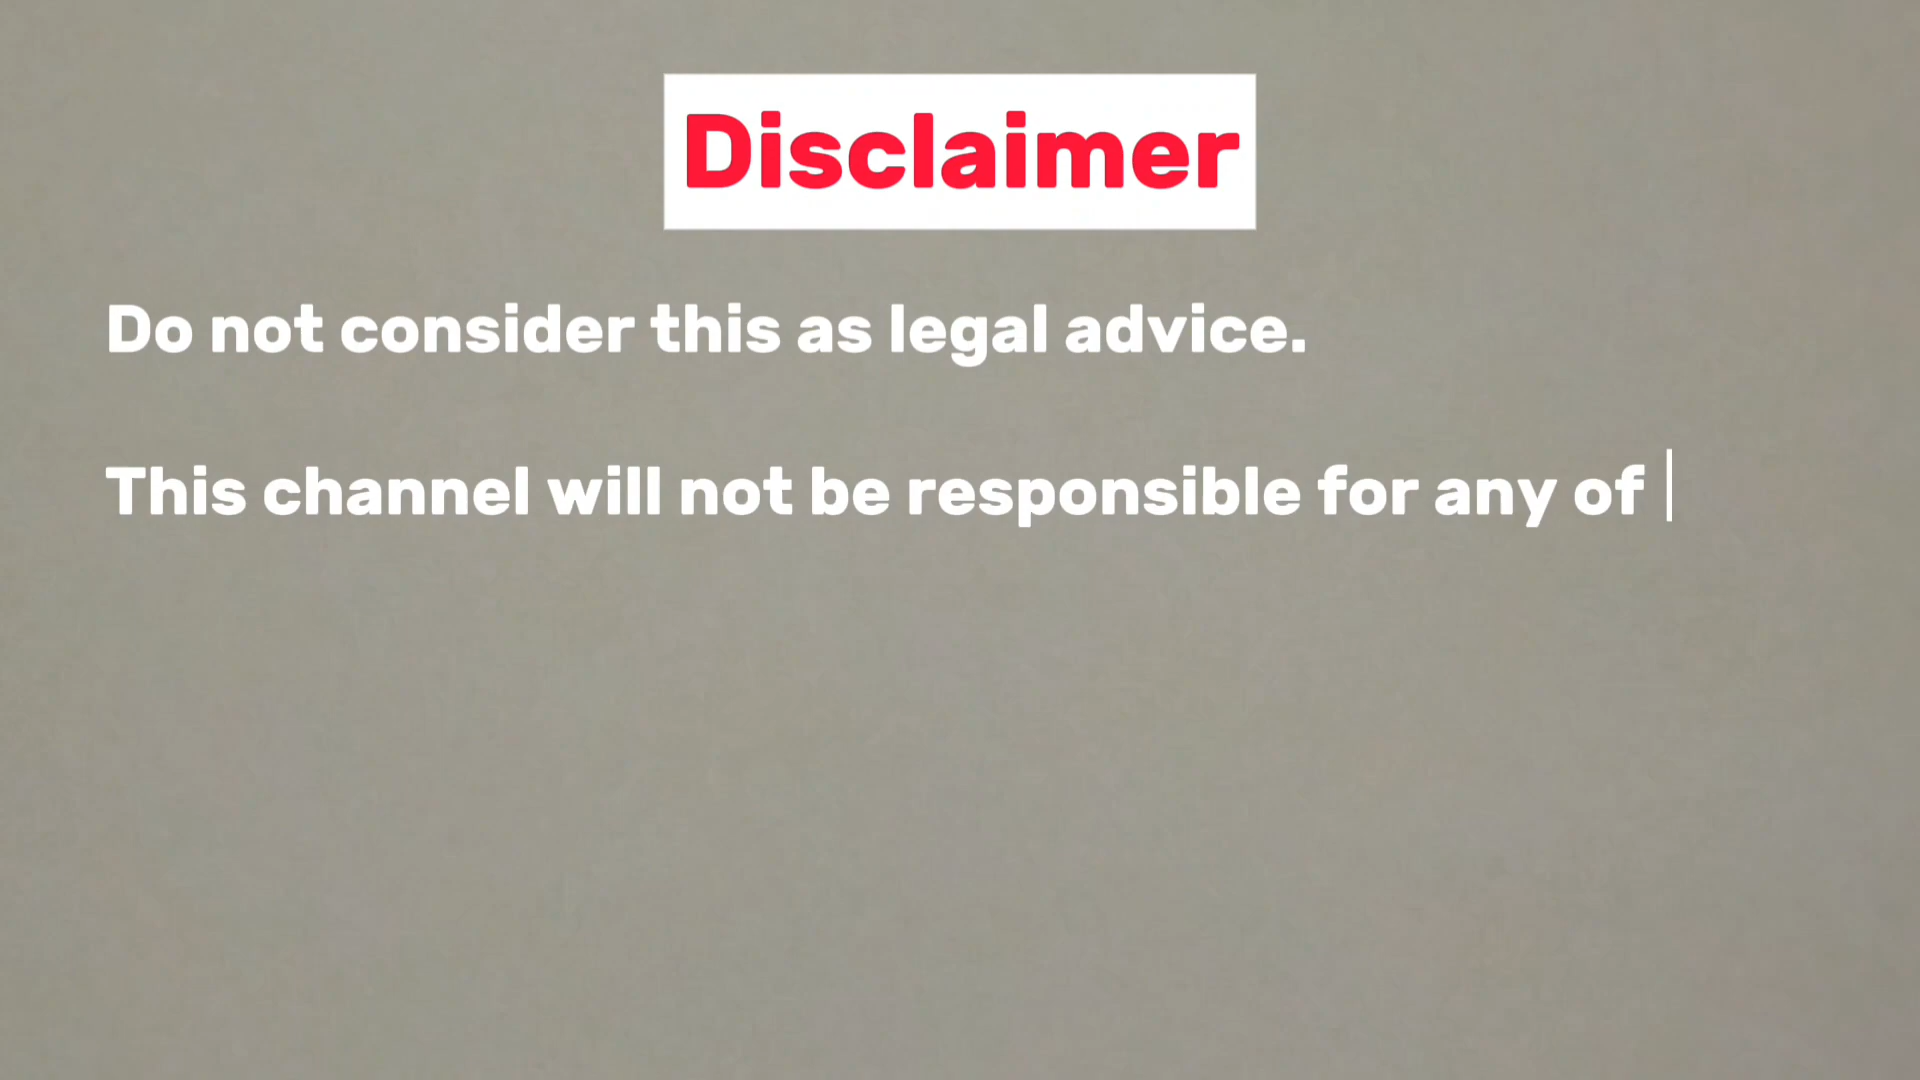 Disclaimer
Do not consider this as legal advice.
This channel will not be responsible for any of